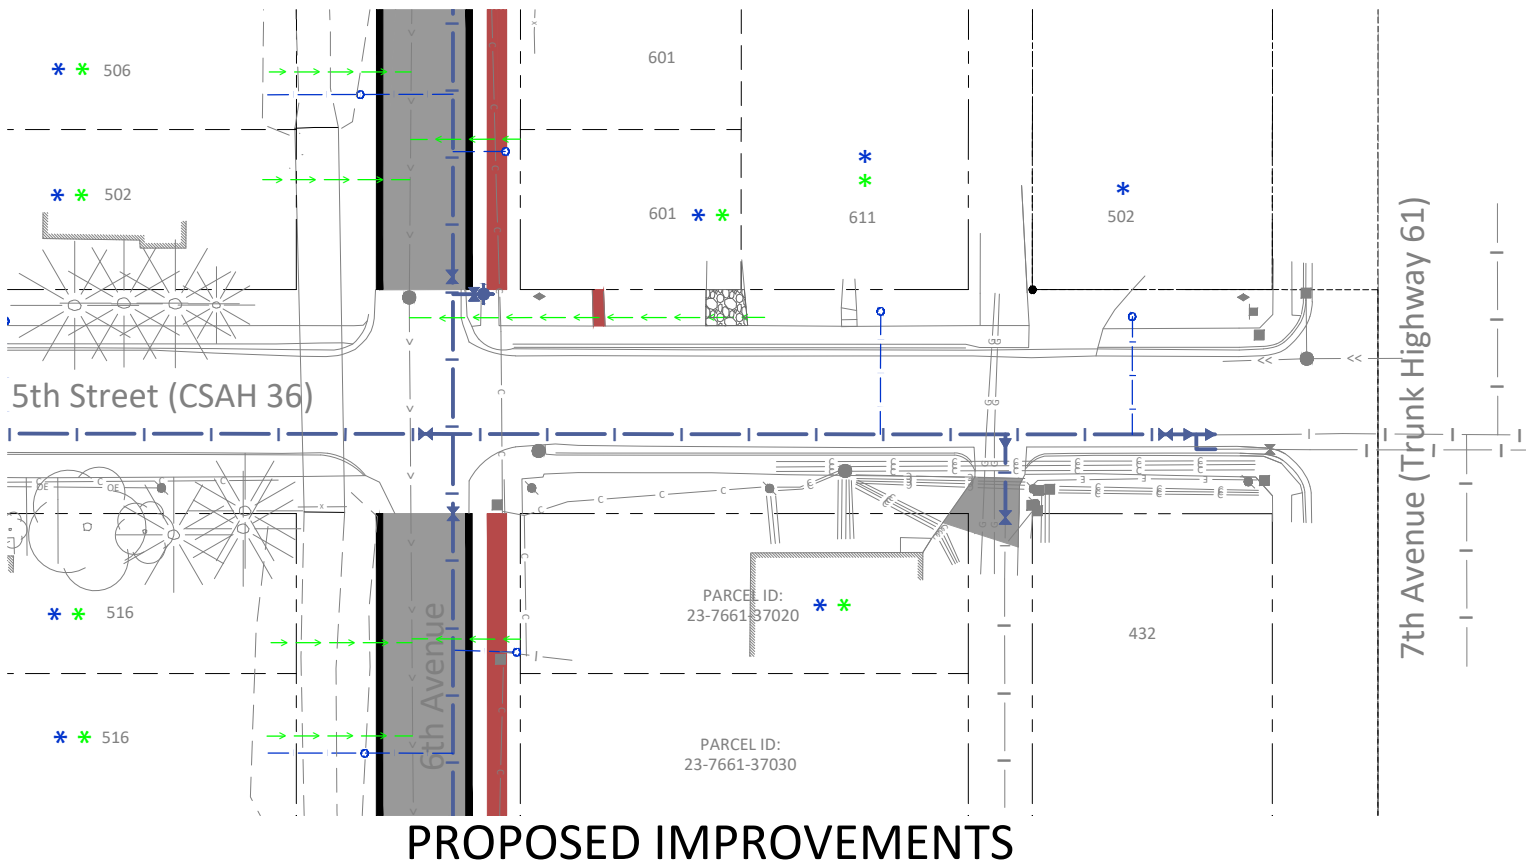 506
601
502
601
611
502
5th Street (CSAH 36)
7th Avenue (Trunk Highway 61)
516
PARCEL ID:
23-7661-37020
432
6th Avenue
516
PARCEL ID:
23-7661-37030
PROPOSED IMPROVEMENTS